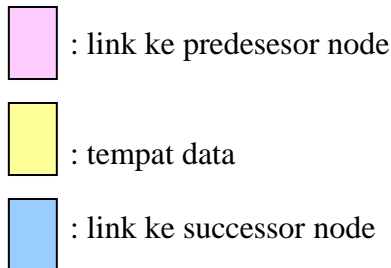 : link ke predesesor node
: tempat data
: link ke successor node